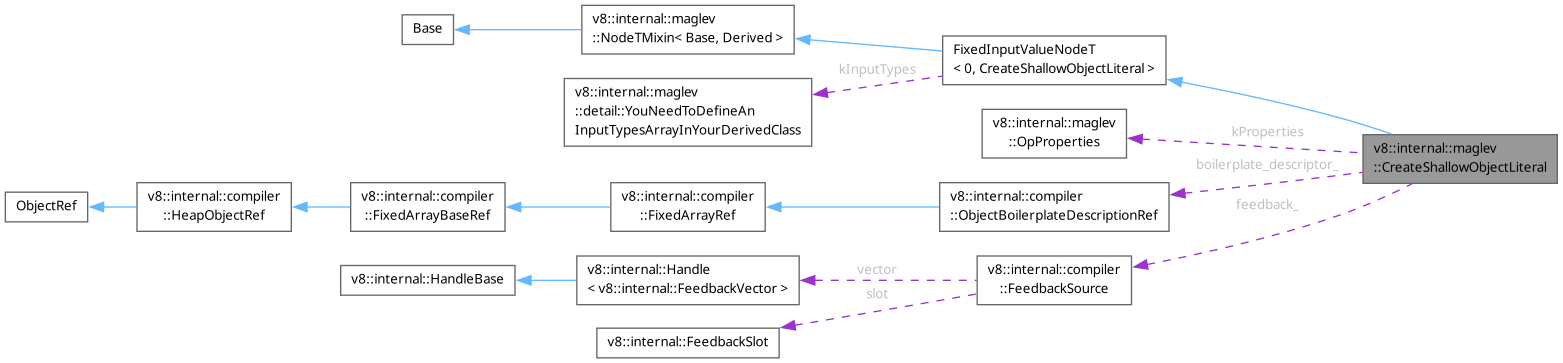 Base
v8::internal::maglev
::NodeTMixin< Base, Derived >
FixedInputValueNodeT
< 0, CreateShallowObjectLiteral >
kInputTypes
v8::internal::maglev
::detail::YouNeedToDefineAn
InputTypesArrayInYourDerivedClass
v8::internal::maglev
::OpProperties
kProperties
v8::internal::maglev
::CreateShallowObjectLiteral
boilerplate_descriptor_
ObjectRef
v8::internal::compiler
::HeapObjectRef
v8::internal::compiler
::FixedArrayBaseRef
v8::internal::compiler
::FixedArrayRef
v8::internal::compiler
::ObjectBoilerplateDescriptionRef
feedback_
v8::internal::HandleBase
v8::internal::Handle
< v8::internal::FeedbackVector >
vector
slot
v8::internal::compiler
::FeedbackSource
v8::internal::FeedbackSlot